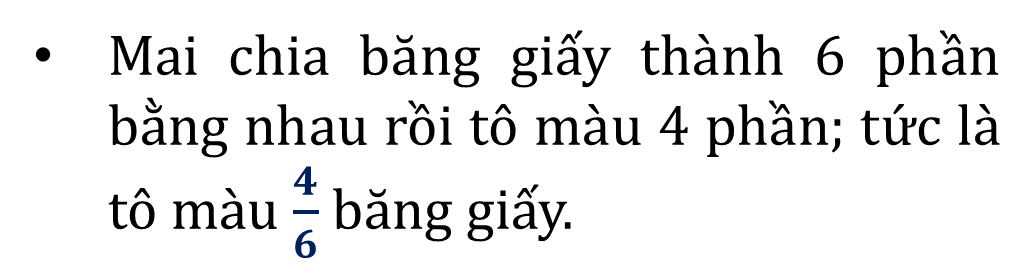 • Mai chia băng giấy thành 6 phần
bằng nhau rồi tô màu 4 phần; tức là
tô màu 4/6 băng giấy.